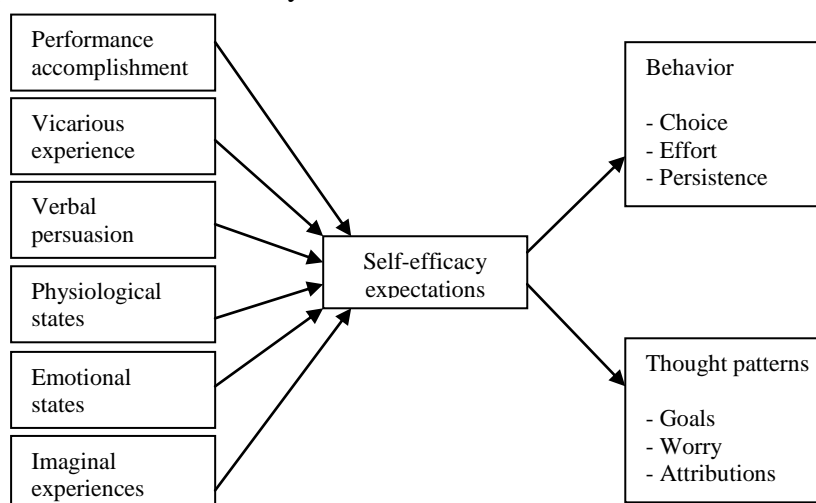 Performance
accomplishment
Vicarious
experience
Verbal
persuasion
Physiological
states
Emotional
states
Imaginal
experiences
Self-efficacy
expectations
Behavior
- Choice
- Effort
- Persistence
Thought patterns
- Goals
- Worry
- Attributions